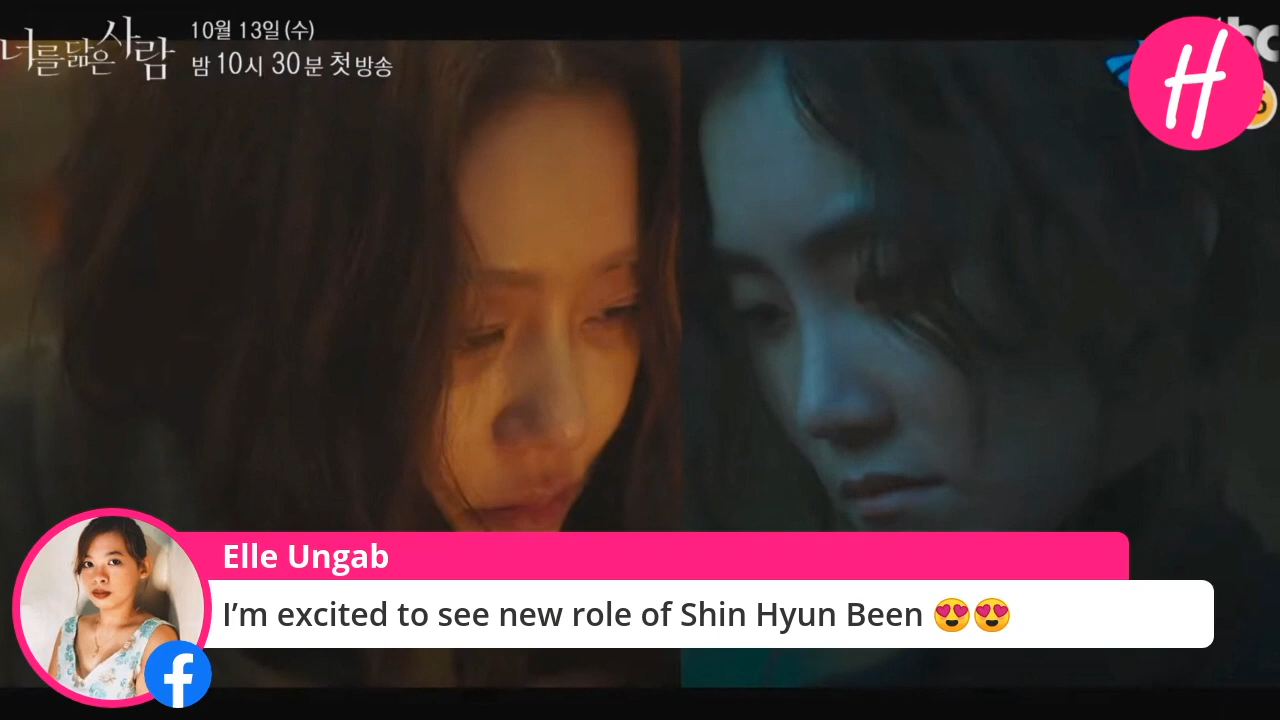 너를 닮은 사람
10월 13일 (수)
밤 10시 30분 첫방송
H
Elle Ungab
I’m excited to see new role of Shin Hyun Been 😍😍
f